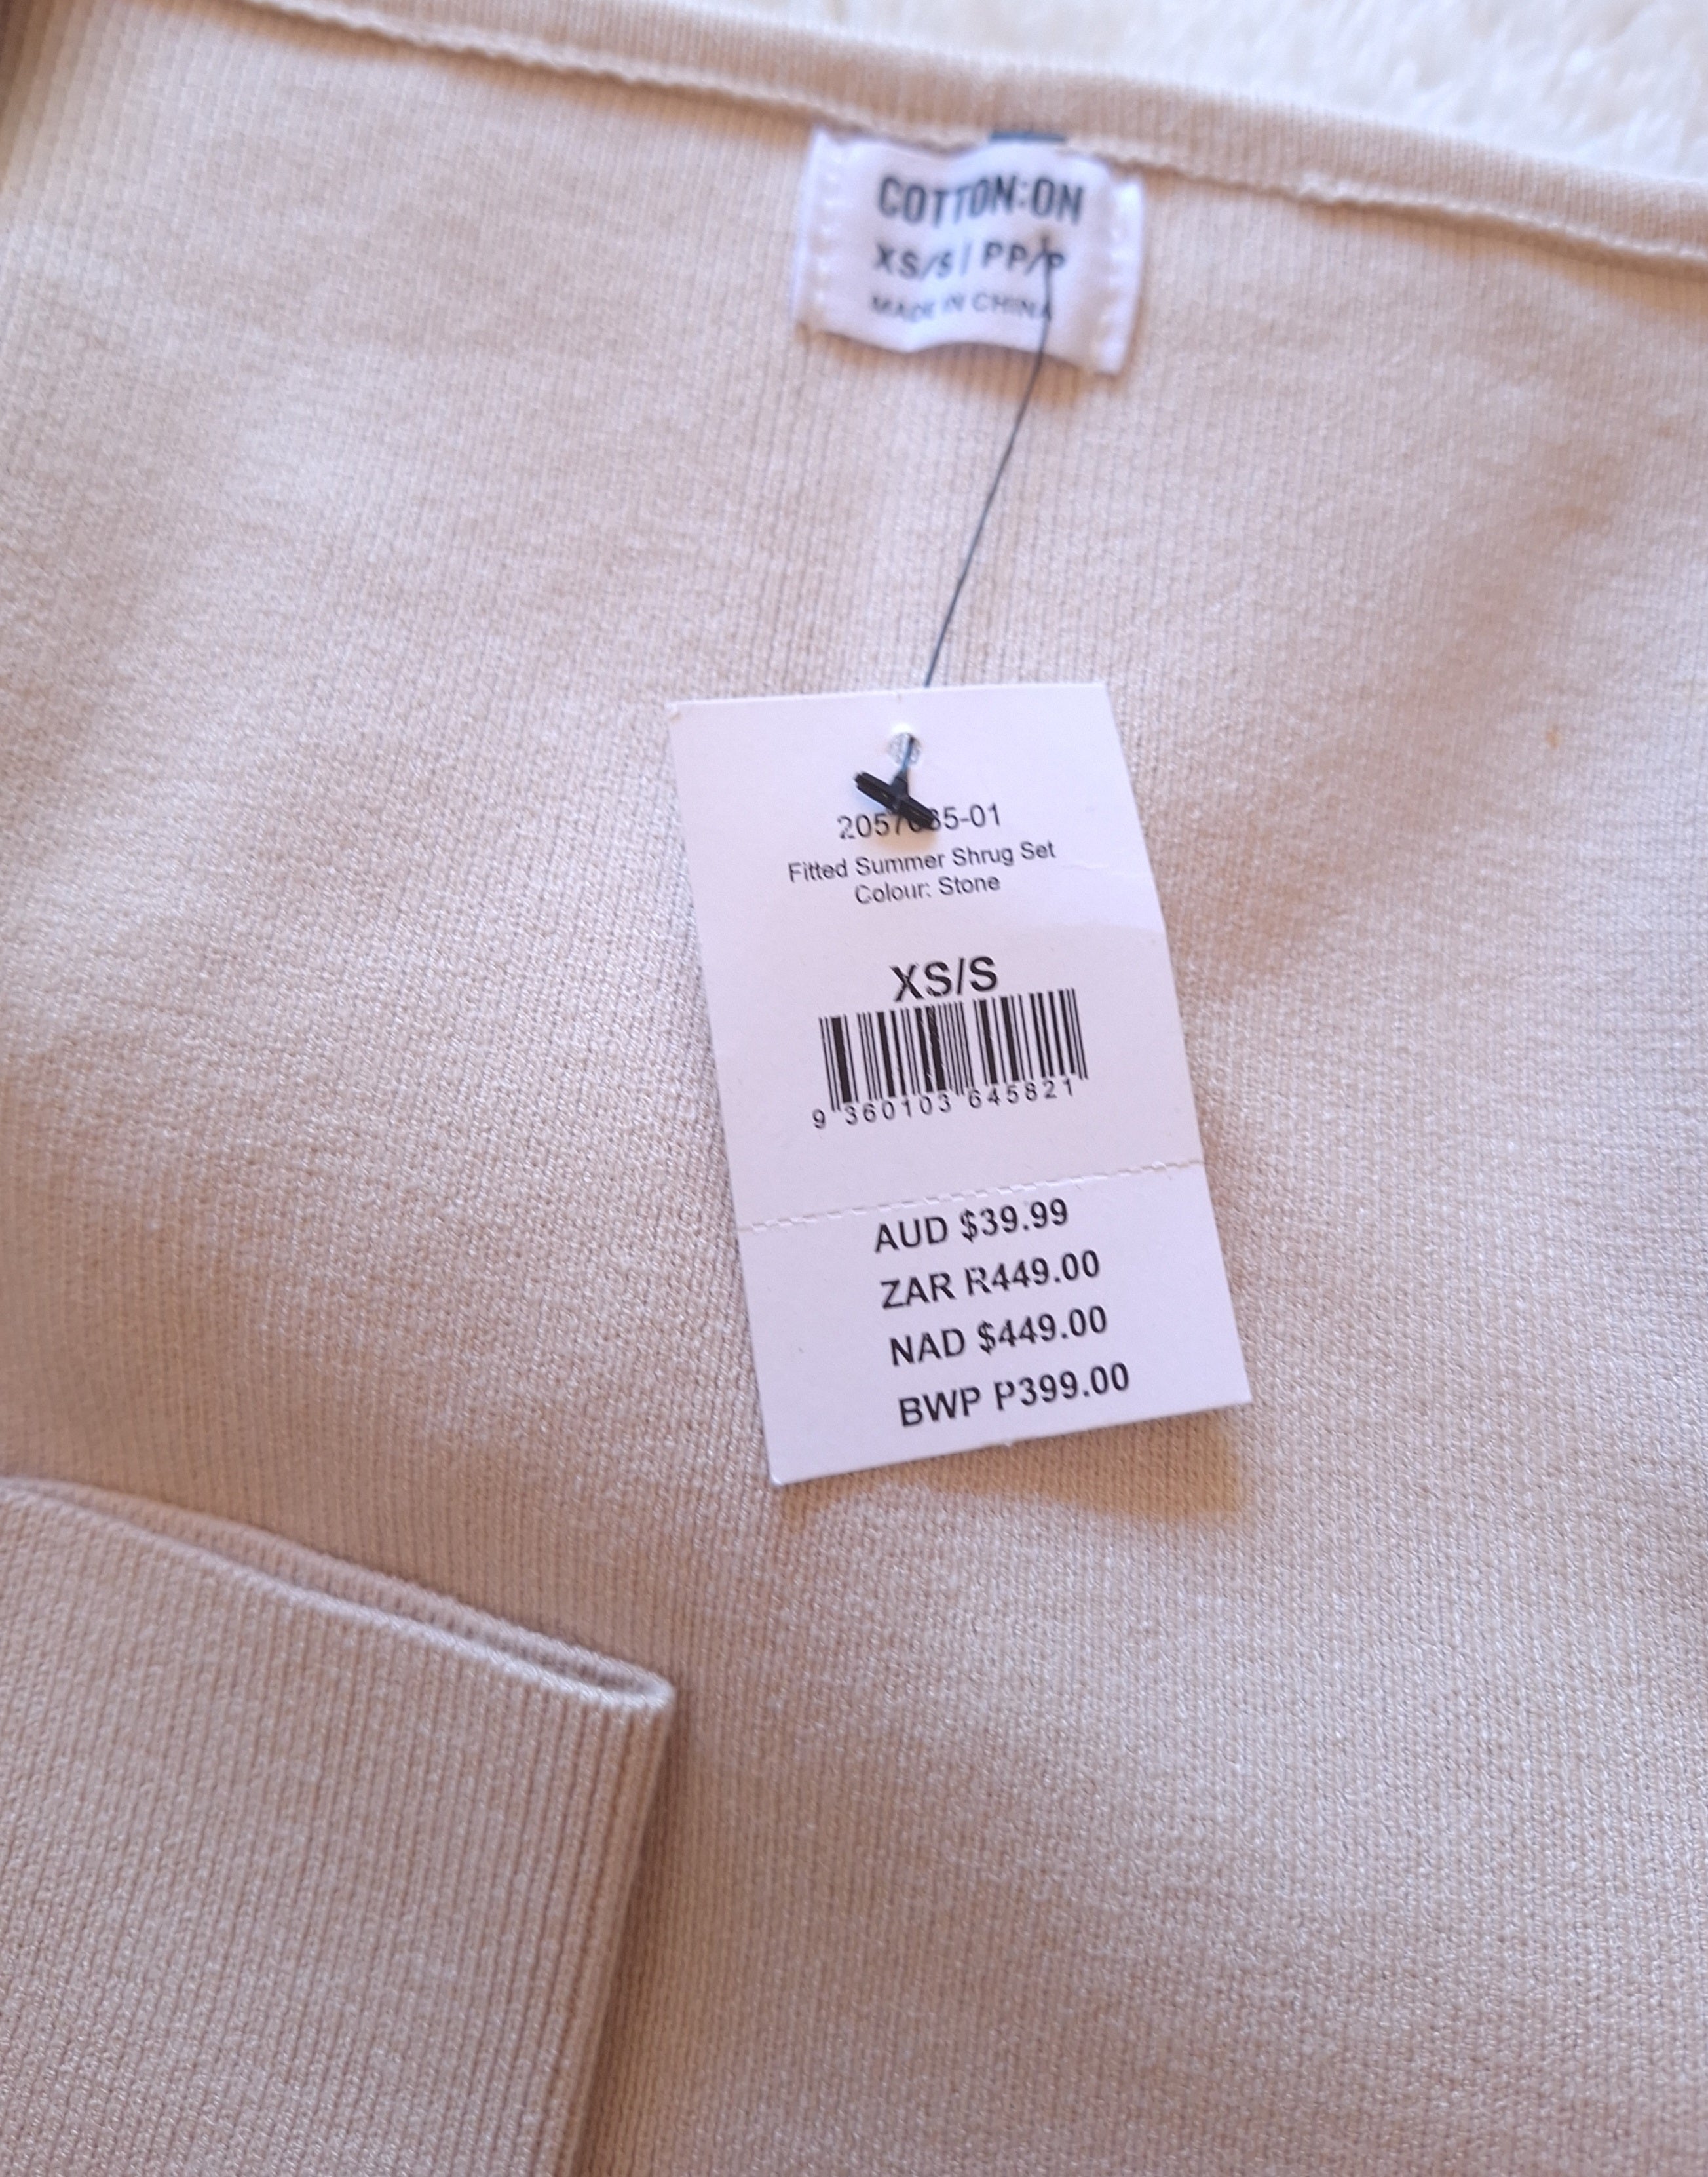 COTTON:ON
XS/S | PP/P
MADE IN CHINA
Fitted Summer Shrug Set
Colour: Stone
XS/S
9 360103 645821
AUD $39.99
ZAR R449.00
NAD $449.00
BWP P399.00